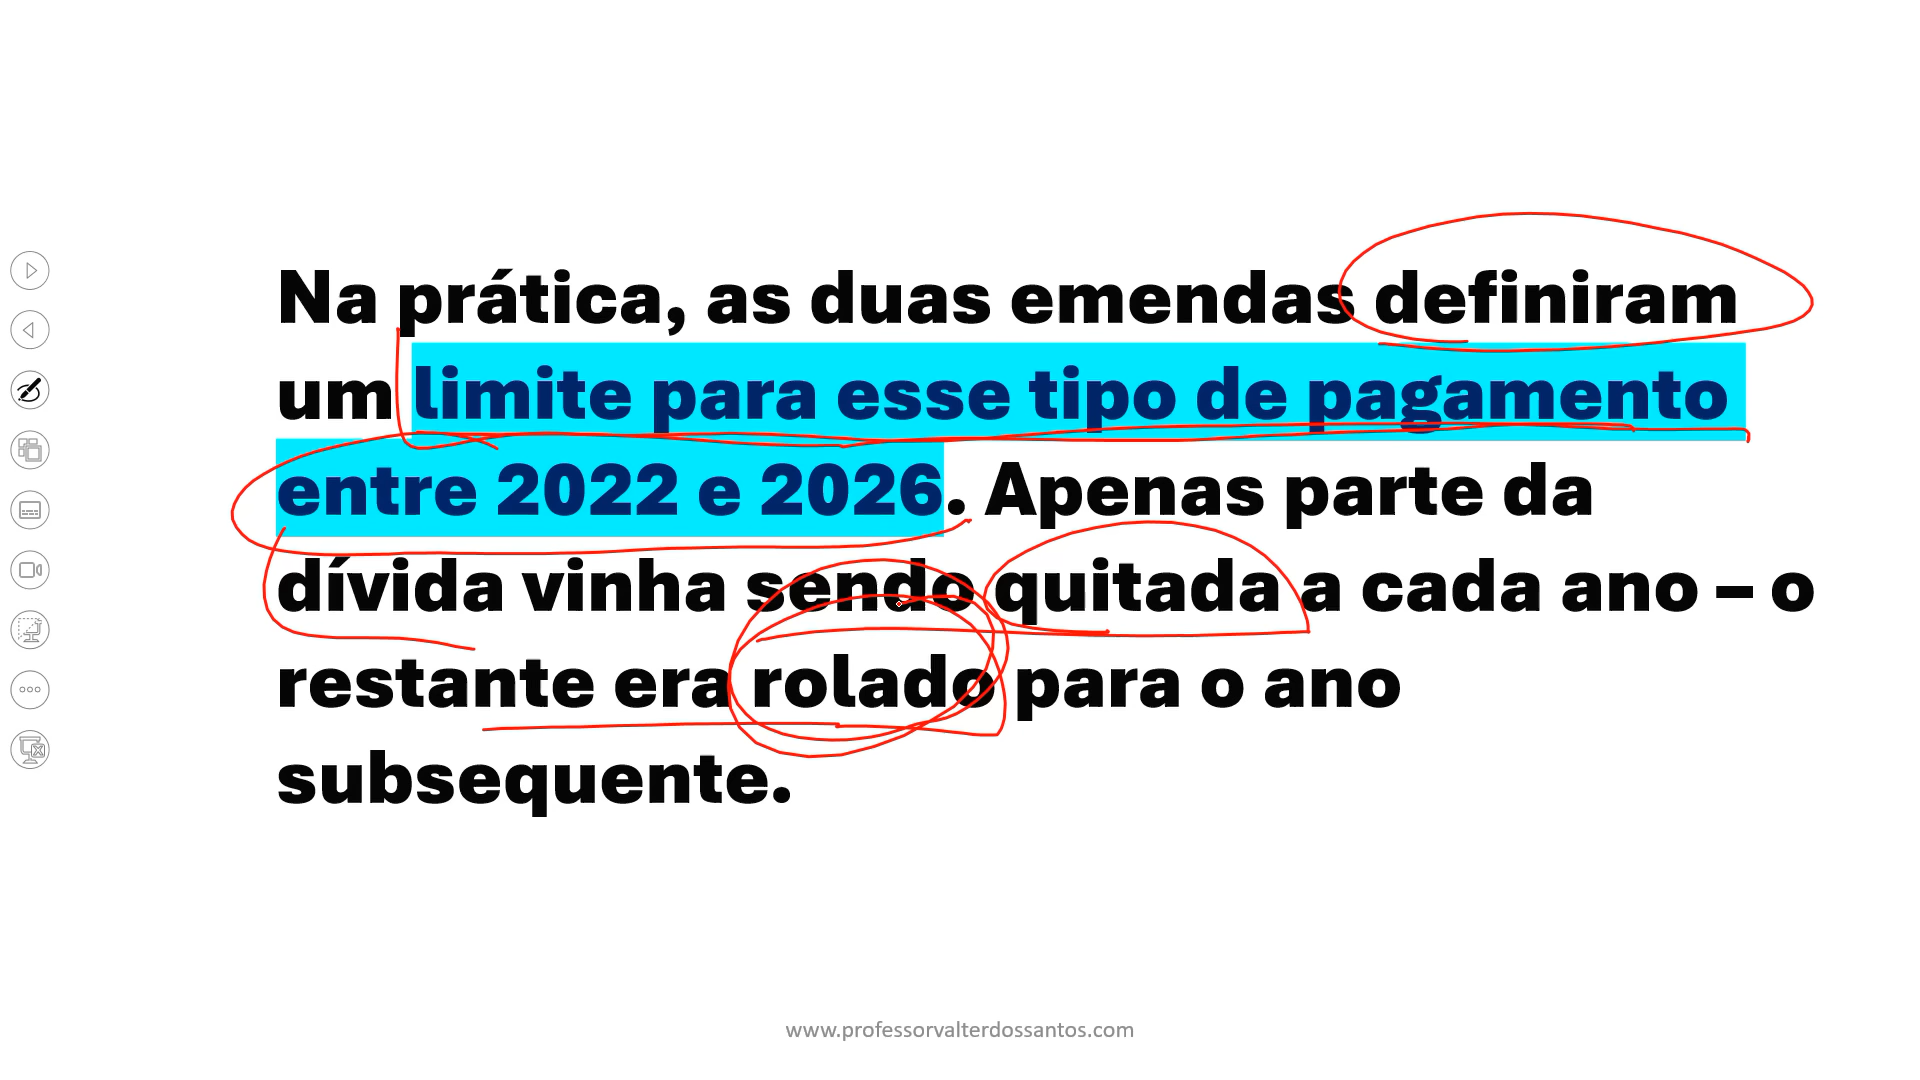 Na prática, as duas emendas definiram
um limite para esse tipo de pagamento
entre 2022 e 2026. Apenas parte da
dívida vinha sendo quitada a cada ano – o
restante era rolado para o ano
subsequente.
www.professorvalterdossantos.com